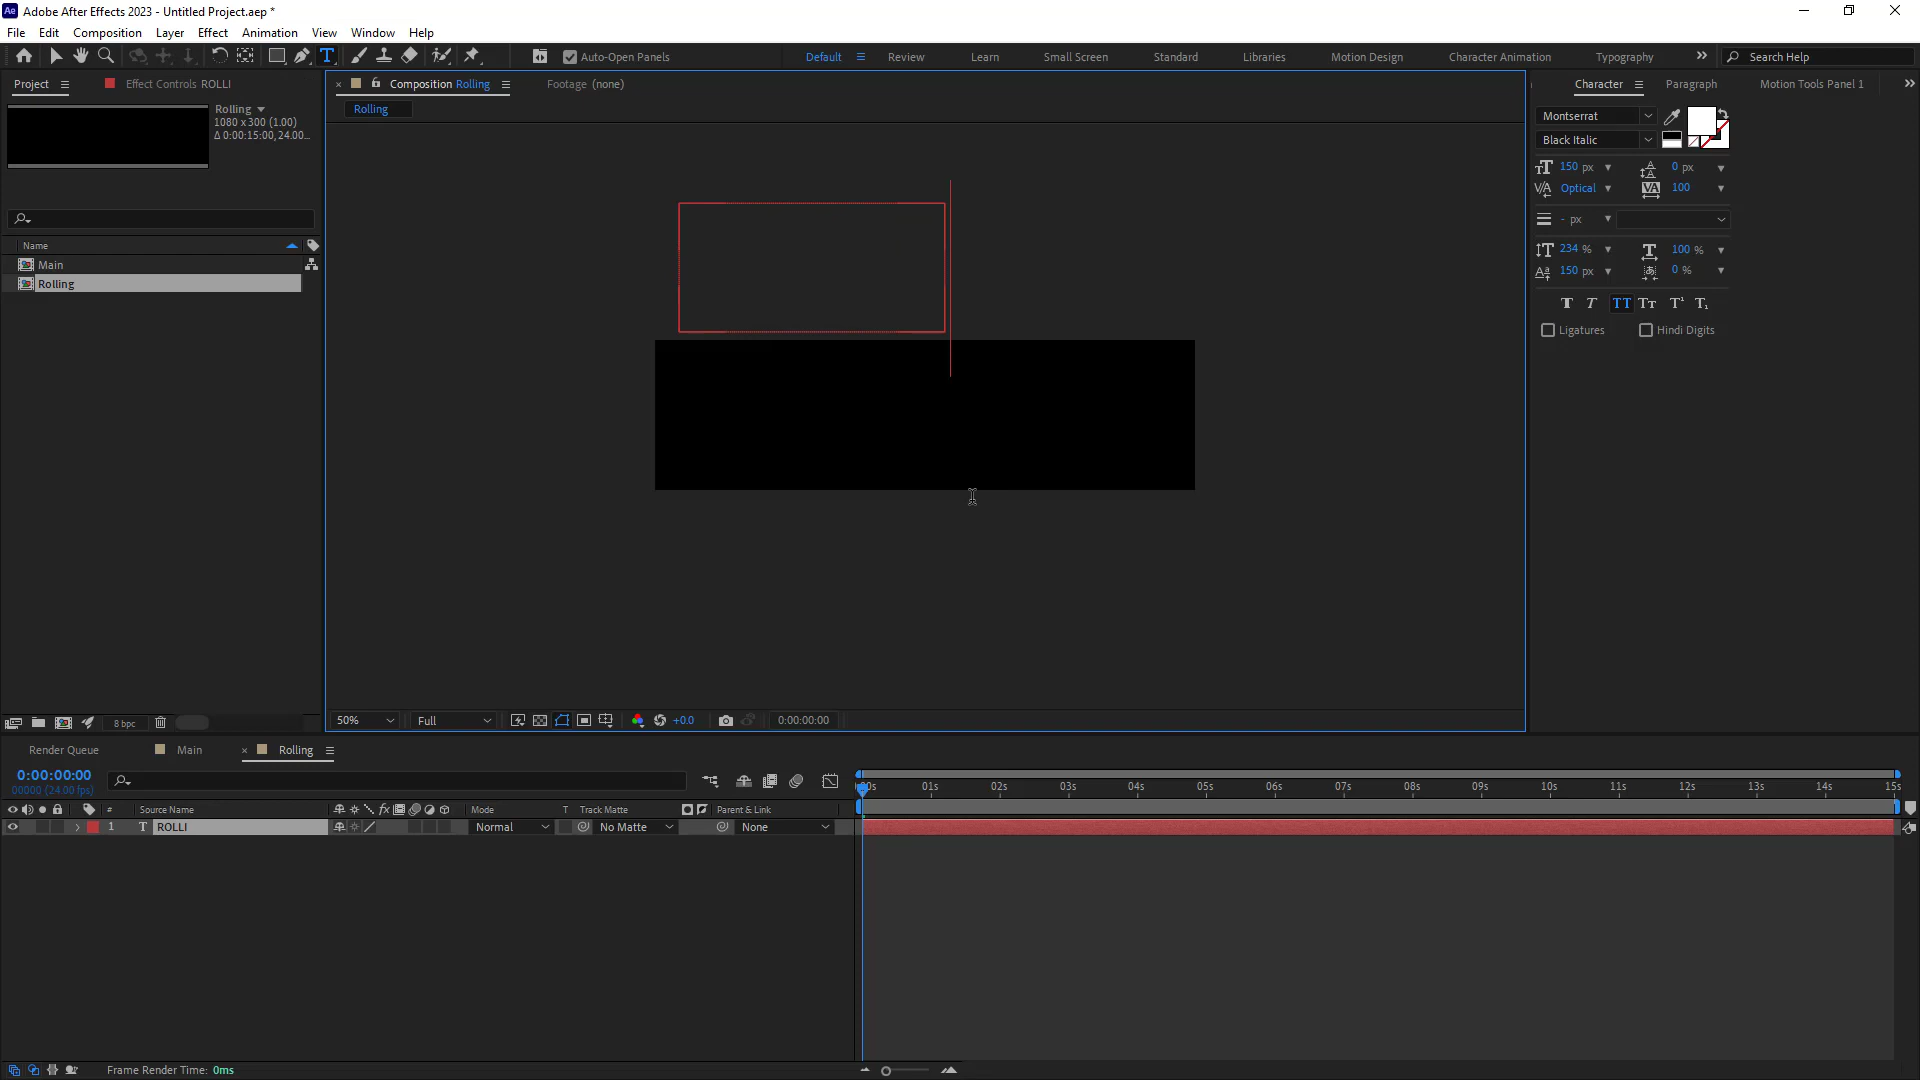 Adobe After Effects 2023 - Untitled Project.aep *
File Edit Composition Layer Effect Animation View Window Help
Auto-Open Panels Default Review Learn Small Screen Standard Libraries Motion Design Character Animation Typography Search Help
Project Effect Controls ROLLI
Composition Rolling Footage (none)
Character Paragraph Motion Tools Panel 1
Rolling
1080 x 300 (1.00)
Δ 0:00:15:00, 24.00...
Rolling
Montserrat
Black Italic
150 px 0 px
Optical 100
- px
234 % 100 %
150 px 0 %
Ligatures Hindi Digits
Name
Main
Rolling
8 bpc
50% Full +0.0 0:00:00:00
Render Queue Main Rolling
0:00:00:00
00000 (24.00 fps)
01s 02s 03s 04s 05s 06s 07s 08s 09s 10s 11s 12s 13s 14s 15s
# Source Name Mode T Track Matte Parent & Link
1 T ROLLI Normal No Matte None
Frame Render Time: 0ms